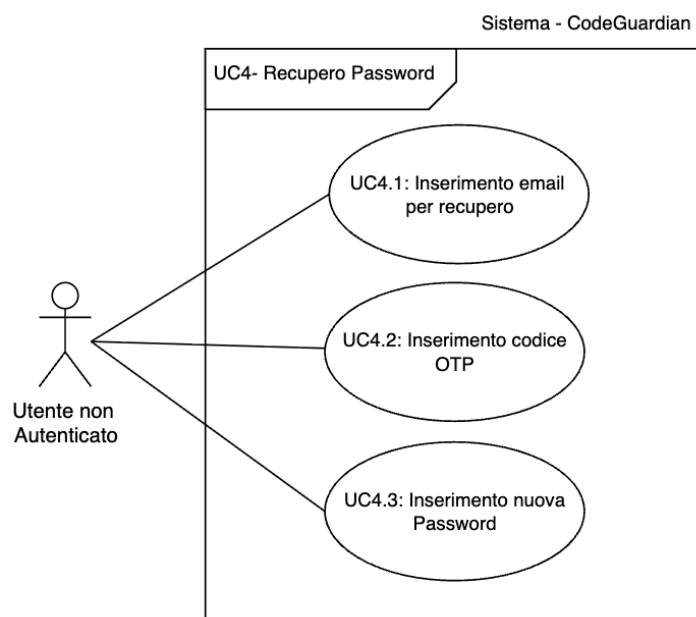 Sistema - CodeGuardian
UC4- Recupero Password
UC4.1: Inserimento email
per recupero
UC4.2: Inserimento codice
OTP
Utente non
Autenticato
UC4.3: Inserimento nuova
Password